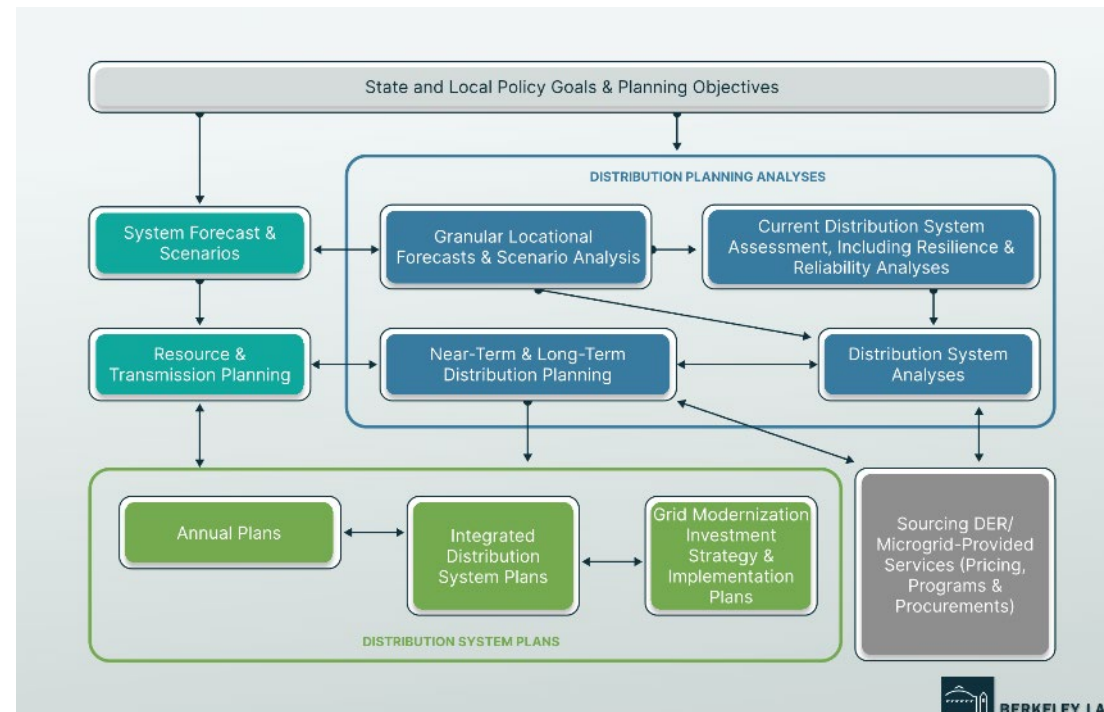 State and Local Policy Goals & Planning Objectives
DISTRIBUTION PLANNING ANALYSES
System Forecast &
Scenarios
Granular Locational
Forecasts & Scenario Analysis
Current Distribution System
Assessment, Including Resilience &
Reliability Analyses
Resource &
Transmission Planning
Near-Term & Long-Term
Distribution Planning
Distribution System
Analyses
Annual Plans
Integrated
Distribution
System Plans
Grid Modernization
Investment
Strategy &
Implementation
Plans
Sourcing DER/
Microgrid-Provided
Services (Pricing,
Programs &
Procurements)
DISTRIBUTION SYSTEM PLANS
BERKELEY LA